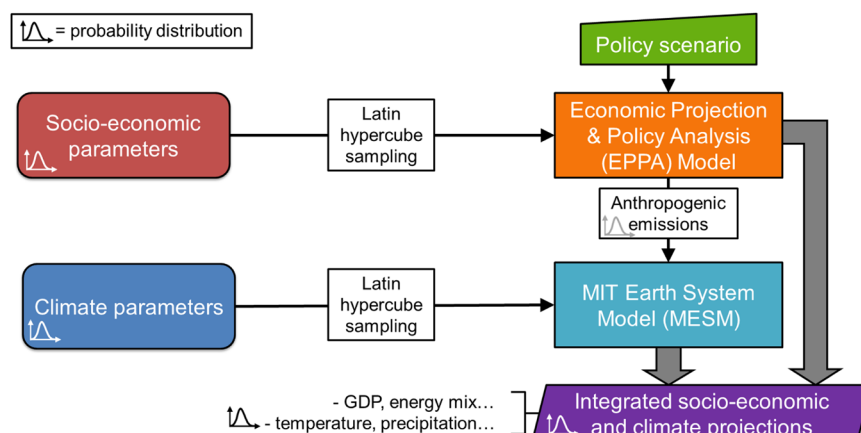 = probability distribution
Policy scenario
Socio-economic
parameters
Latin
hypercube
sampling
Economic Projection
& Policy Analysis
(EPPA) Model
Anthropogenic
emissions
Climate parameters
Latin
hypercube
sampling
MIT Earth System
Model (MESM)
- GDP, energy mix…
- temperature, precipitation…
Integrated socio-economic
and climate projections